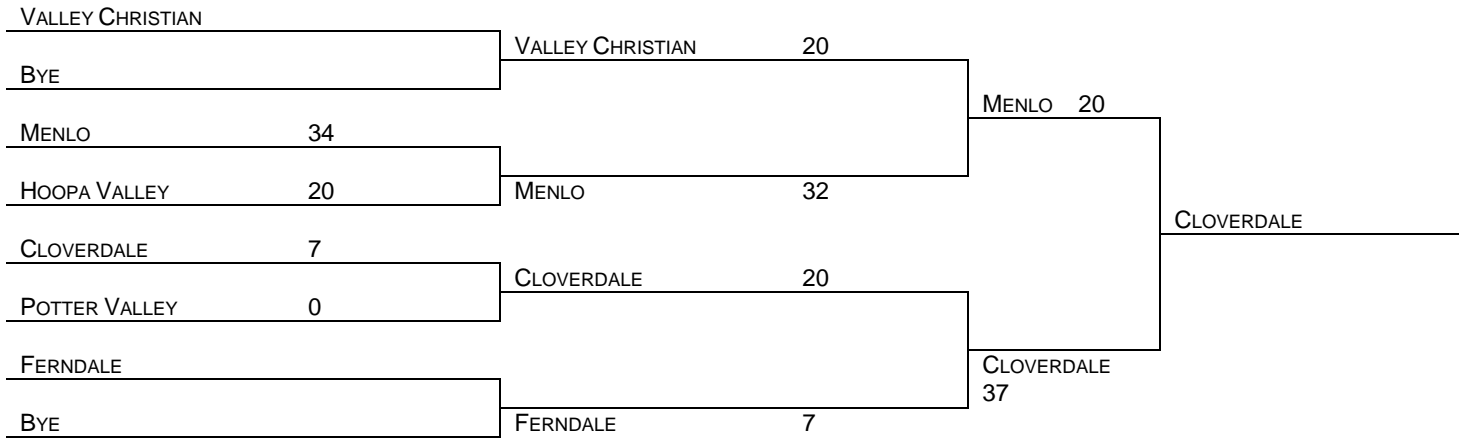 VALLEY CHRISTIAN
VALLEY CHRISTIAN 20
BYE
MENLO 20
MENLO 34
HOOPA VALLEY 20
MENLO 32
CLOVERDALE
CLOVERDALE 7
CLOVERDALE 20
POTTER VALLEY 0
FERNDALE
CLOVERDALE
37
BYE
FERNDALE 7